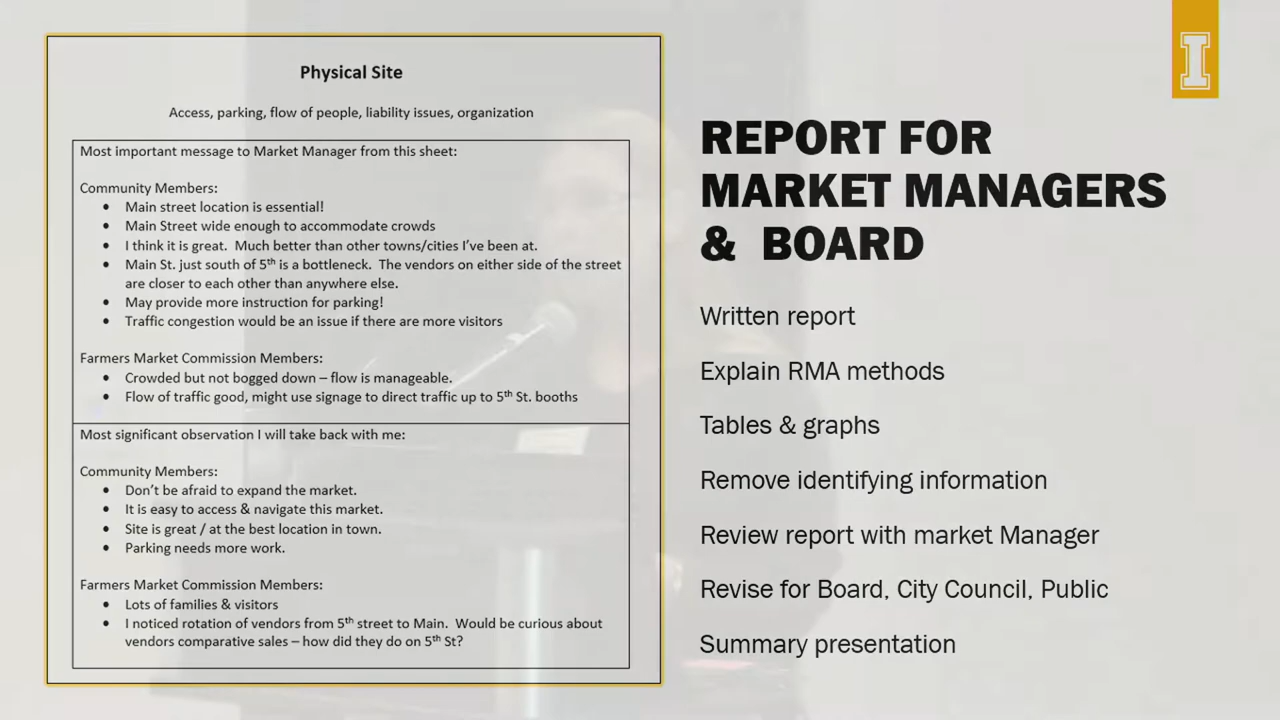 Physical Site
Access, parking, flow of people, liability issues, organization
Most important message to Market Manager from this sheet:
Community Members:
• Main street location is essential!
• Main Street wide enough to accommodate crowds
• I think it is great.  Much better than other towns/cities I've been at.
• Main St. just south of 5th is a bottleneck.  The vendors on either side of the street
are closer to each other than anywhere else.
• May provide more instruction for parking!
• Traffic congestion would be an issue if there are more visitors
Farmers Market Commission Members:
• Crowded but not bogged down – flow is manageable.
• Flow of traffic good, might use signage to direct traffic up to 5th St. booths
Most significant observation I will take back with me:
Community Members:
• Don't be afraid to expand the market.
• It is easy to access & navigate this market.
• Site is great / at the best location in town.
• Parking needs more work.
Farmers Market Commission Members:
• Lots of families & visitors
• I noticed rotation of vendors from 5th street to Main.  Would be curious about
vendors comparative sales – how did they do on 5th St?
I
REPORT FOR
MARKET MANAGERS
&  BOARD
Written report
Explain RMA methods
Tables & graphs
Remove identifying information
Review report with market Manager
Revise for Board, City Council, Public
Summary presentation